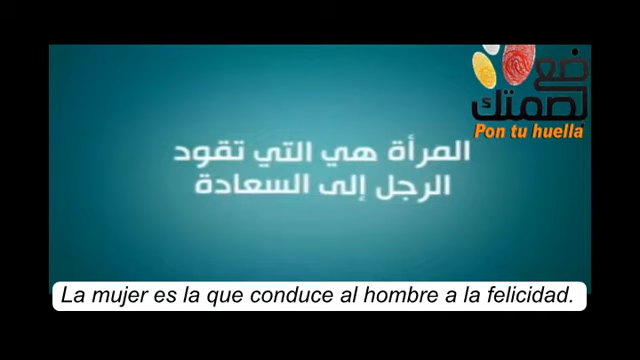 ضع
بصمتك
Pon tu huella
المرأة هي التي تقود
الرجل إلى السعادة
La mujer es la que conduce al hombre a la felicidad.